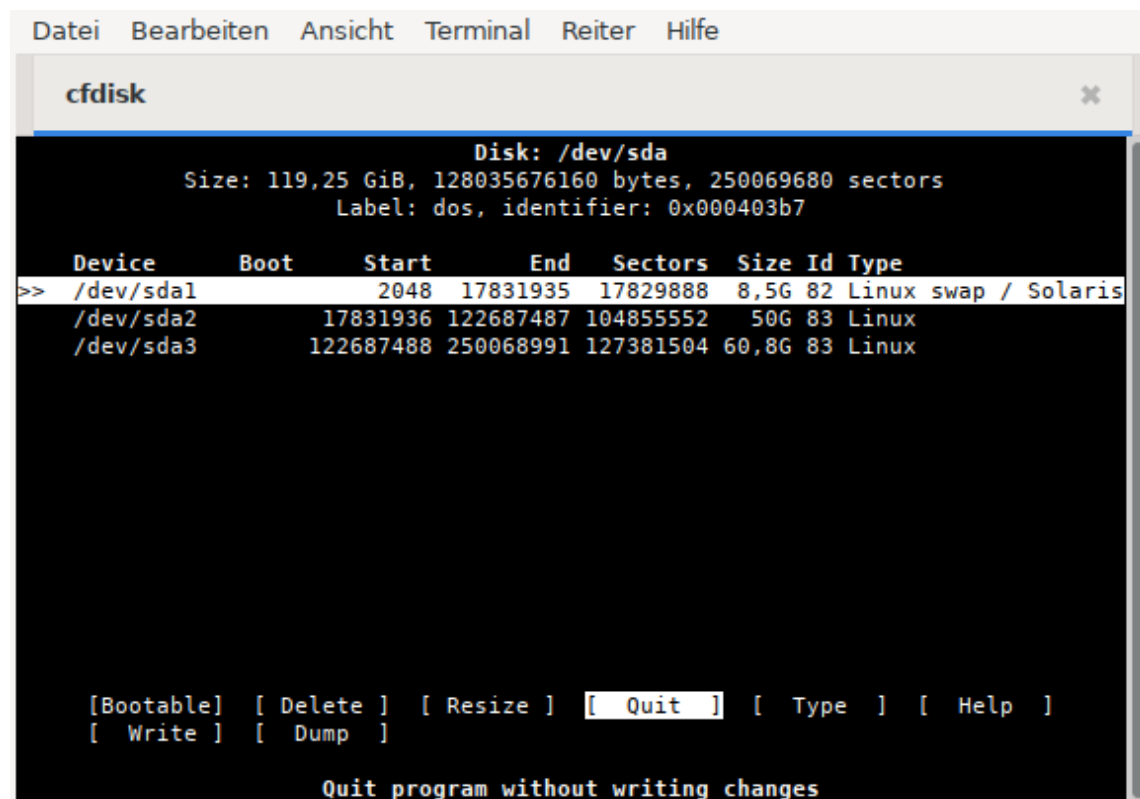 Datei Bearbeiten Ansicht Terminal Reiter Hilfe
cfdisk
Disk: /dev/sda
Size: 119,25 GiB, 128035676160 bytes, 250069680 sectors
Label: dos, identifier: 0x000403b7
Device Boot Start End Sectors Size Id Type
>> /dev/sda1 2048 17831935 17829888 8,5G 82 Linux swap / Solaris
/dev/sda2 17831936 122687487 104855552 50G 83 Linux
/dev/sda3 122687488 250068991 127381504 60,8G 83 Linux
[Bootable] [ Delete ] [ Resize ] [ Quit ] [ Type ] [ Help ]
[ Write ] [ Dump ]
Quit program without writing changes